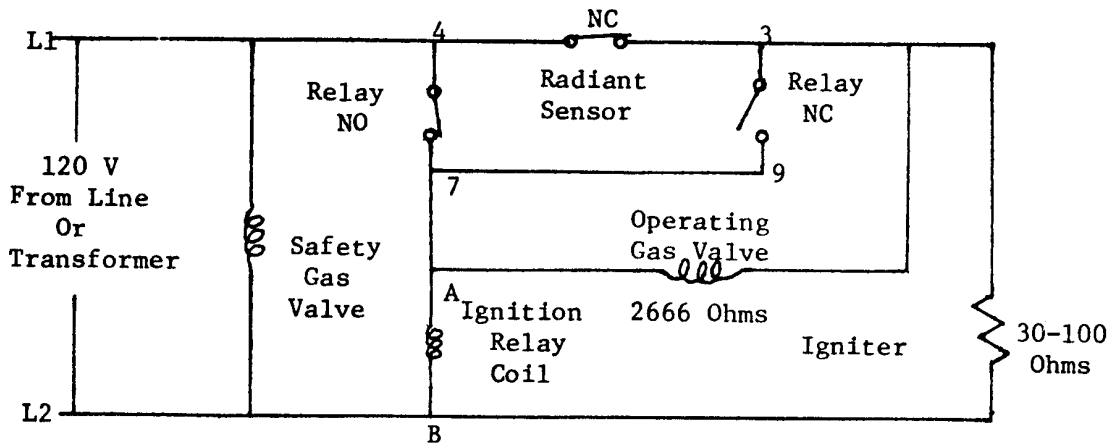 L1
4
NC
3
Relay
NO
Radiant
Sensor
Relay
NC
120 V
From Line
Or
Transformer
7
9
Safety
Gas
Valve
Operating
Gas Valve
2666 Ohms
A
Ignition
Relay
Coil
Igniter
30-100
Ohms
L2
B